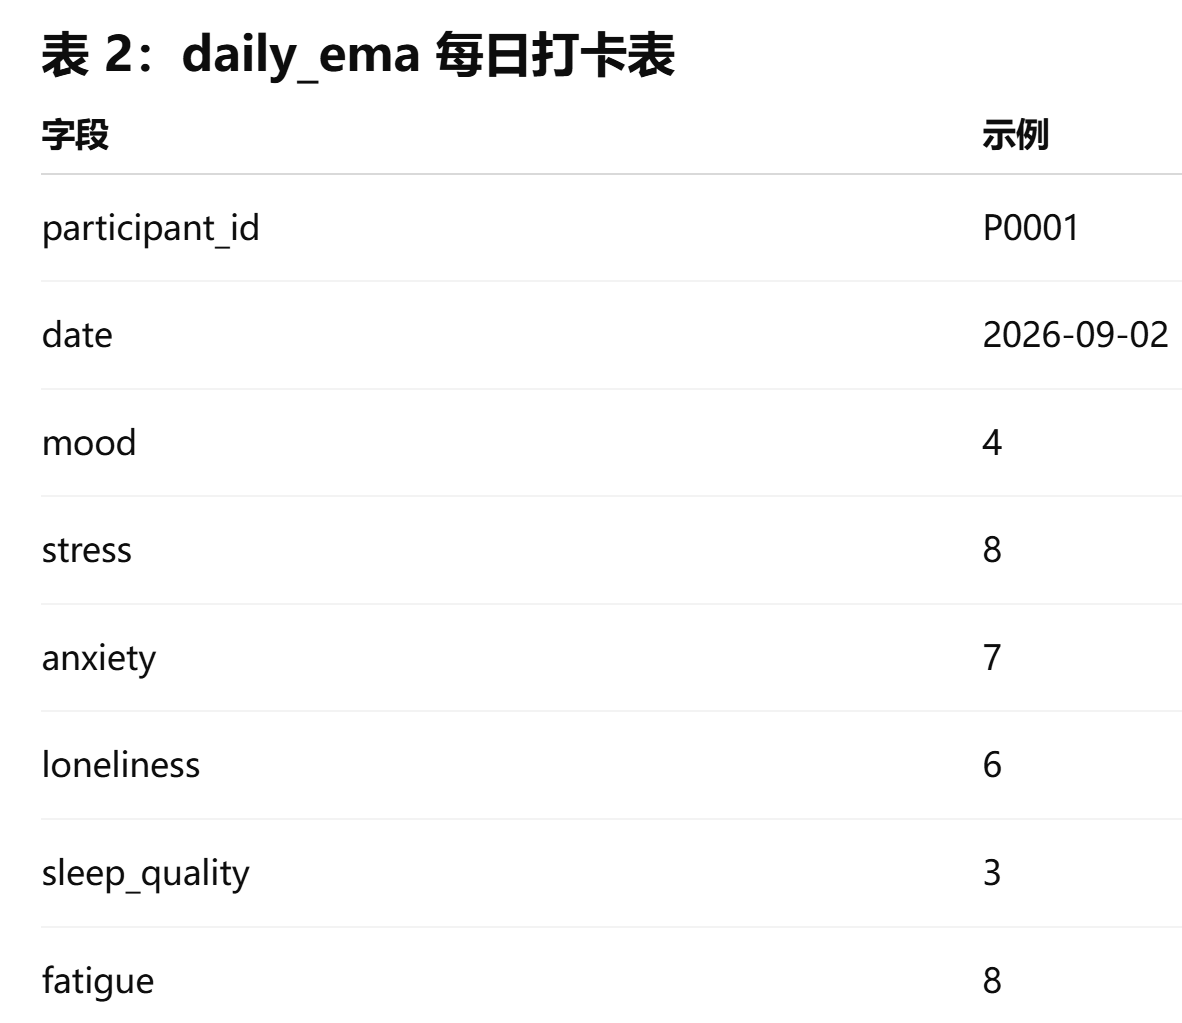 表 2：daily_ema 每日打卡表
字段 示例
participant_id P0001
date 2026-09-02
mood 4
stress 8
anxiety 7
loneliness 6
sleep_quality 3
fatigue 8